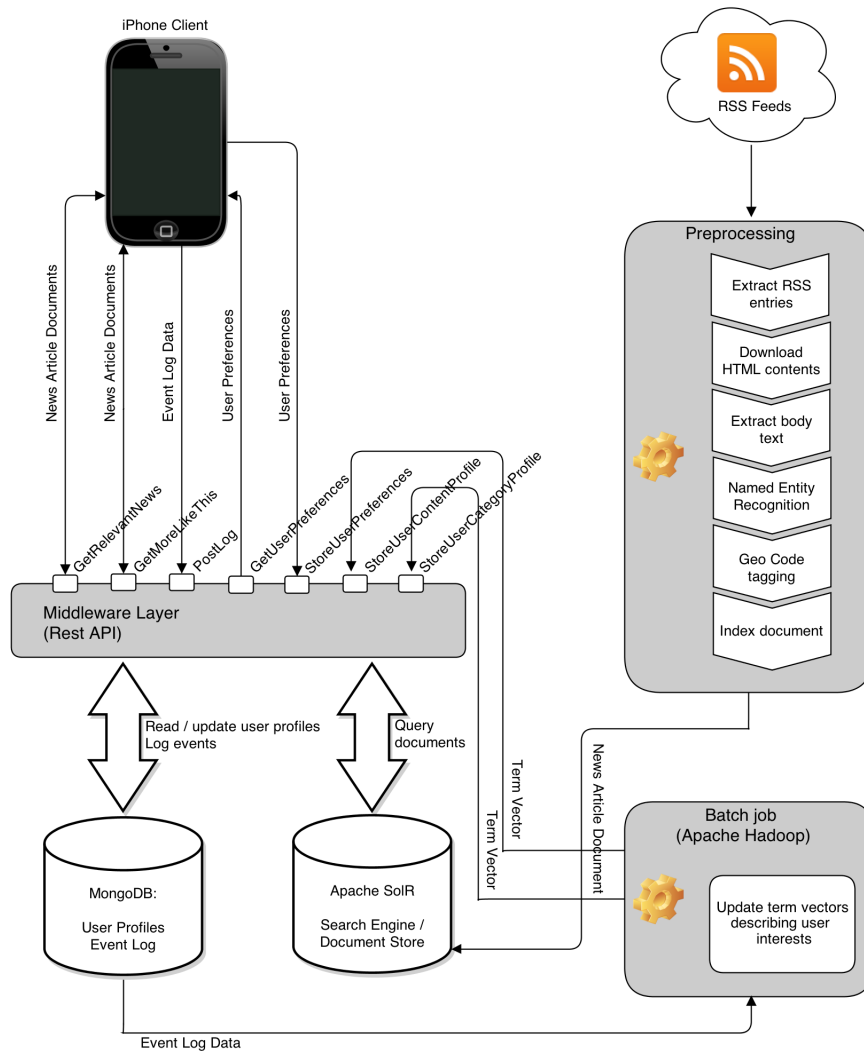 iPhone Client
RSS Feeds
Preprocessing
Extract RSS
entries
Download
HTML contents
Extract body
text
Named Entity
Recognition
Geo Code
tagging
Index document
News Article Documents
News Article Documents
Event Log Data
User Preferences
User Preferences
GetRelevantNews
GetMoreLikeThis
PostLog
GetUserPreferences
StoreUserPreferences
StoreUserContentProfile
StoreUserCategoryProfile
Middleware Layer
(Rest API)
Read / update user profiles
Log events
Query
documents
Term Vector
Term Vector
News Article Document
MongoDB:
User Profiles
Event Log
Apache SolR
Search Engine /
Document Store
Batch job
(Apache Hadoop)
Update term vectors
describing user
interests
Event Log Data